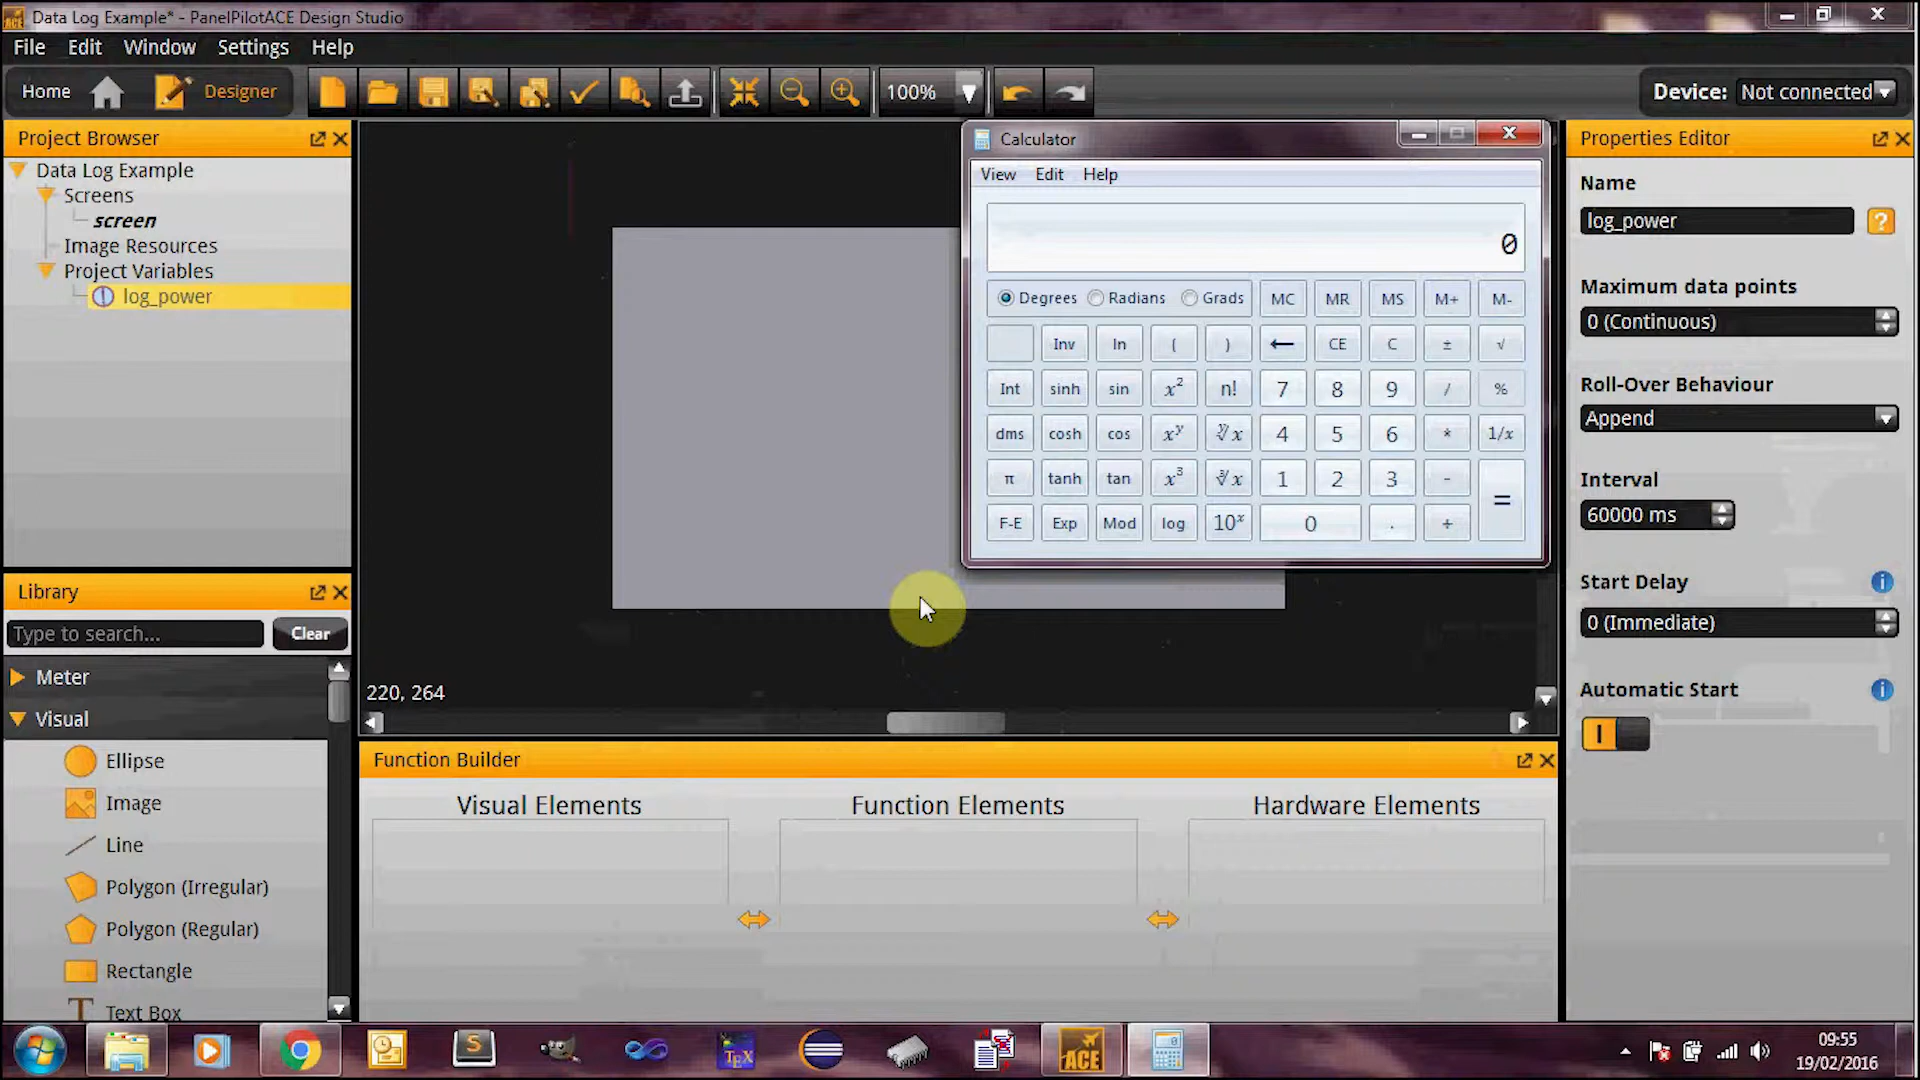 Data Log Example* - PanelPilotACE Design Studio
File Edit Window Settings Help
Home Designer 100% Device: Not connected
Project Browser
Data Log Example
Screens
screen
Image Resources
Project Variables
log_power
Library
Type to search... Clear
Meter
Visual
Ellipse
Image
Line
Polygon (Irregular)
Polygon (Regular)
Rectangle
Text Box
220, 264
Calculator
View Edit Help
0
Degrees Radians Grads MC MR MS M+ M-
Inv In ( ) ← CE C ± √
Int sinh sin x² n! 7 8 9 / %
dms cosh cos xʸ ʸ√x 4 5 6 * 1/x
π tanh tan x³ ³√x 1 2 3 - =
F-E Exp Mod log 10ˣ 0 . +
Function Builder
Visual Elements Function Elements Hardware Elements
Properties Editor
Name
log_power ?
Maximum data points
0 (Continuous)
Roll-Over Behaviour
Append
Interval
60000 ms
Start Delay i
0 (Immediate)
Automatic Start i
I
S TEX ACE
09:55
19/02/2016